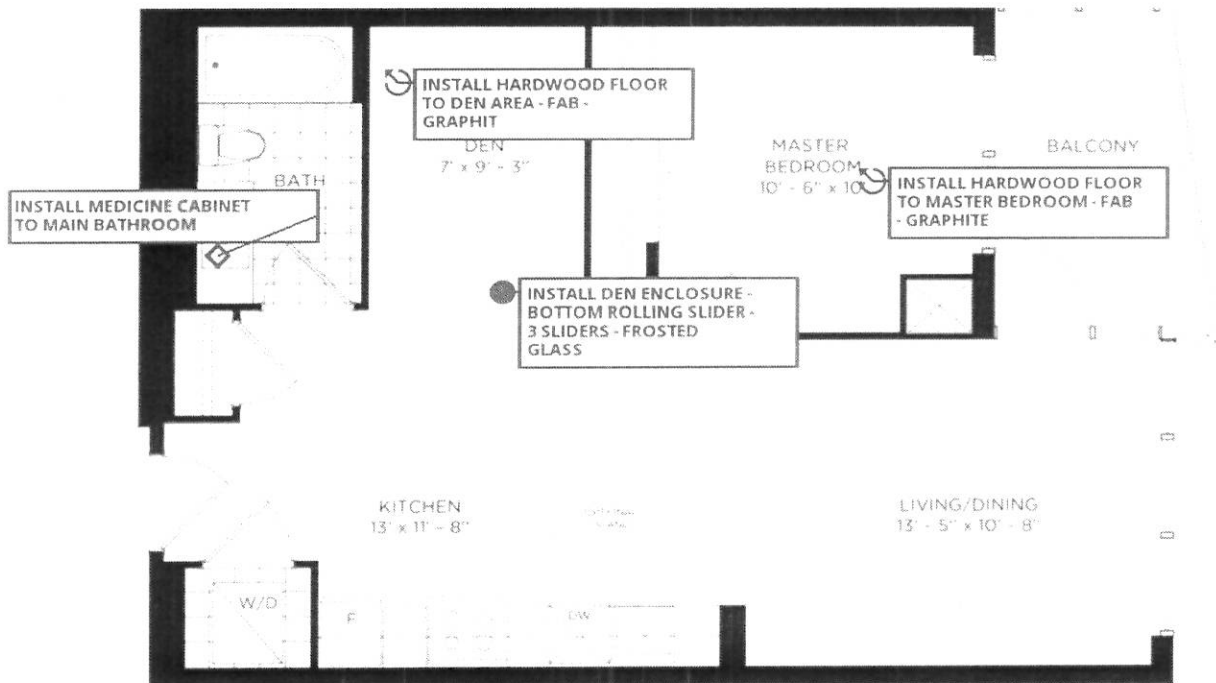 INSTALL HARDWOOD FLOOR
TO DEN AREA - FAB -
GRAPHIT
DEN
7' x 9' - 3"
MASTER
BEDROOM
10' - 6" x 10'
BALCONY
INSTALL HARDWOOD FLOOR
TO MASTER BEDROOM - FAB
- GRAPHITE
BATH
INSTALL MEDICINE CABINET
TO MAIN BATHROOM
INSTALL DEN ENCLOSURE -
BOTTOM ROLLING SLIDER -
3 SLIDERS - FROSTED
GLASS
KITCHEN
13' x 11' - 8"
LIVING/DINING
13' - 5" x 10' - 8"
W/D
F
DW